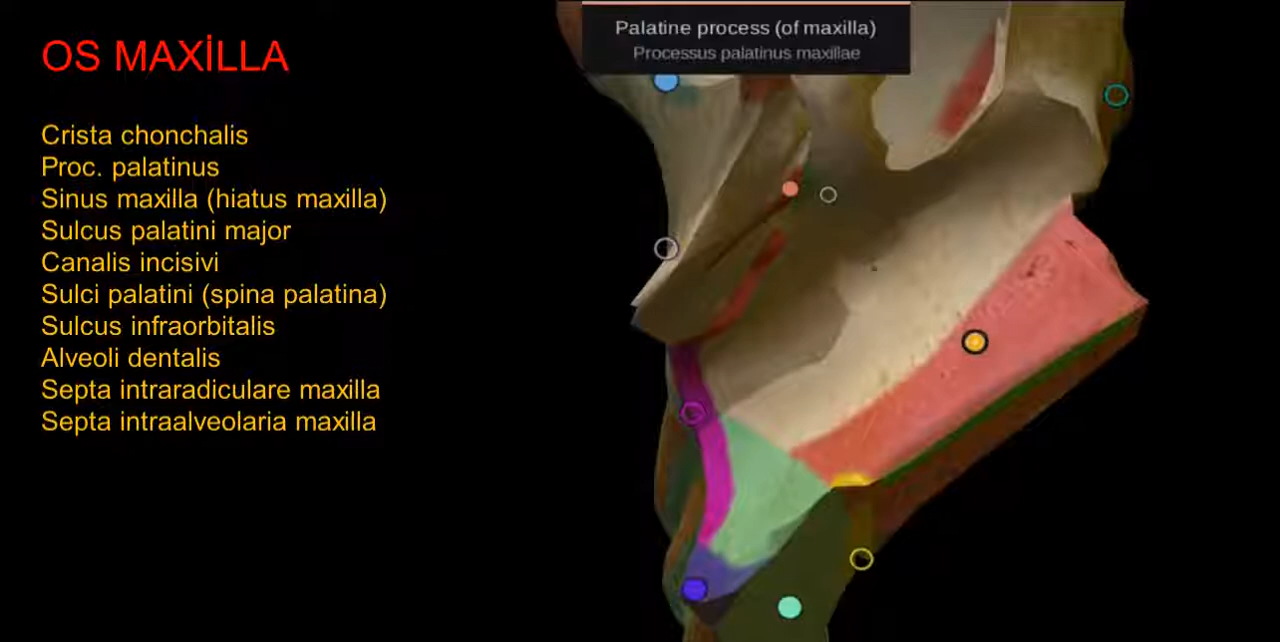 OS MAXİLLA
Crista chonchalis
Proc. palatinus
Sinus maxilla (hiatus maxilla)
Sulcus palatini major
Canalis incisivi
Sulci palatini (spina palatina)
Sulcus infraorbitalis
Alveoli dentalis
Septa intraradiculare maxilla
Septa intraalveolaria maxilla
Palatine process (of maxilla)
Processus palatinus maxillae